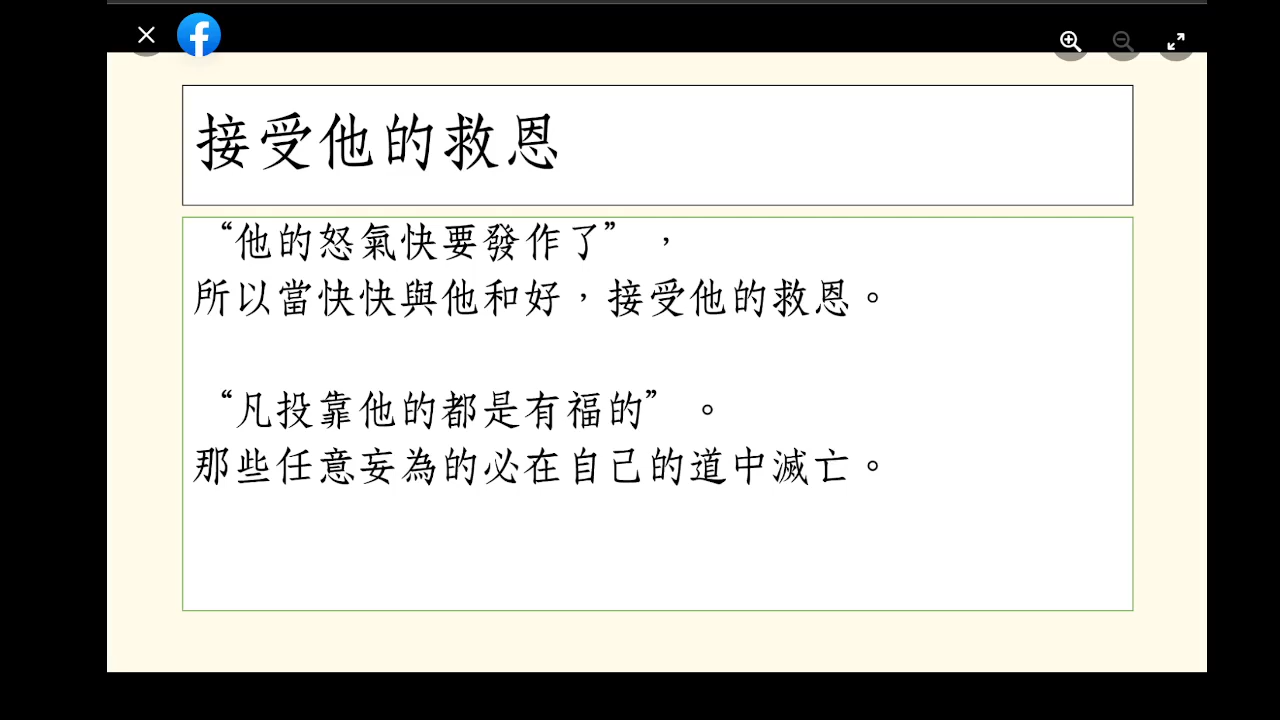 接受他的救恩
“他的怒氣快要發作了”，
所以當快快與他和好，接受他的救恩。
“凡投靠他的都是有福的”。
那些任意妄為的必在自己的道中滅亡。